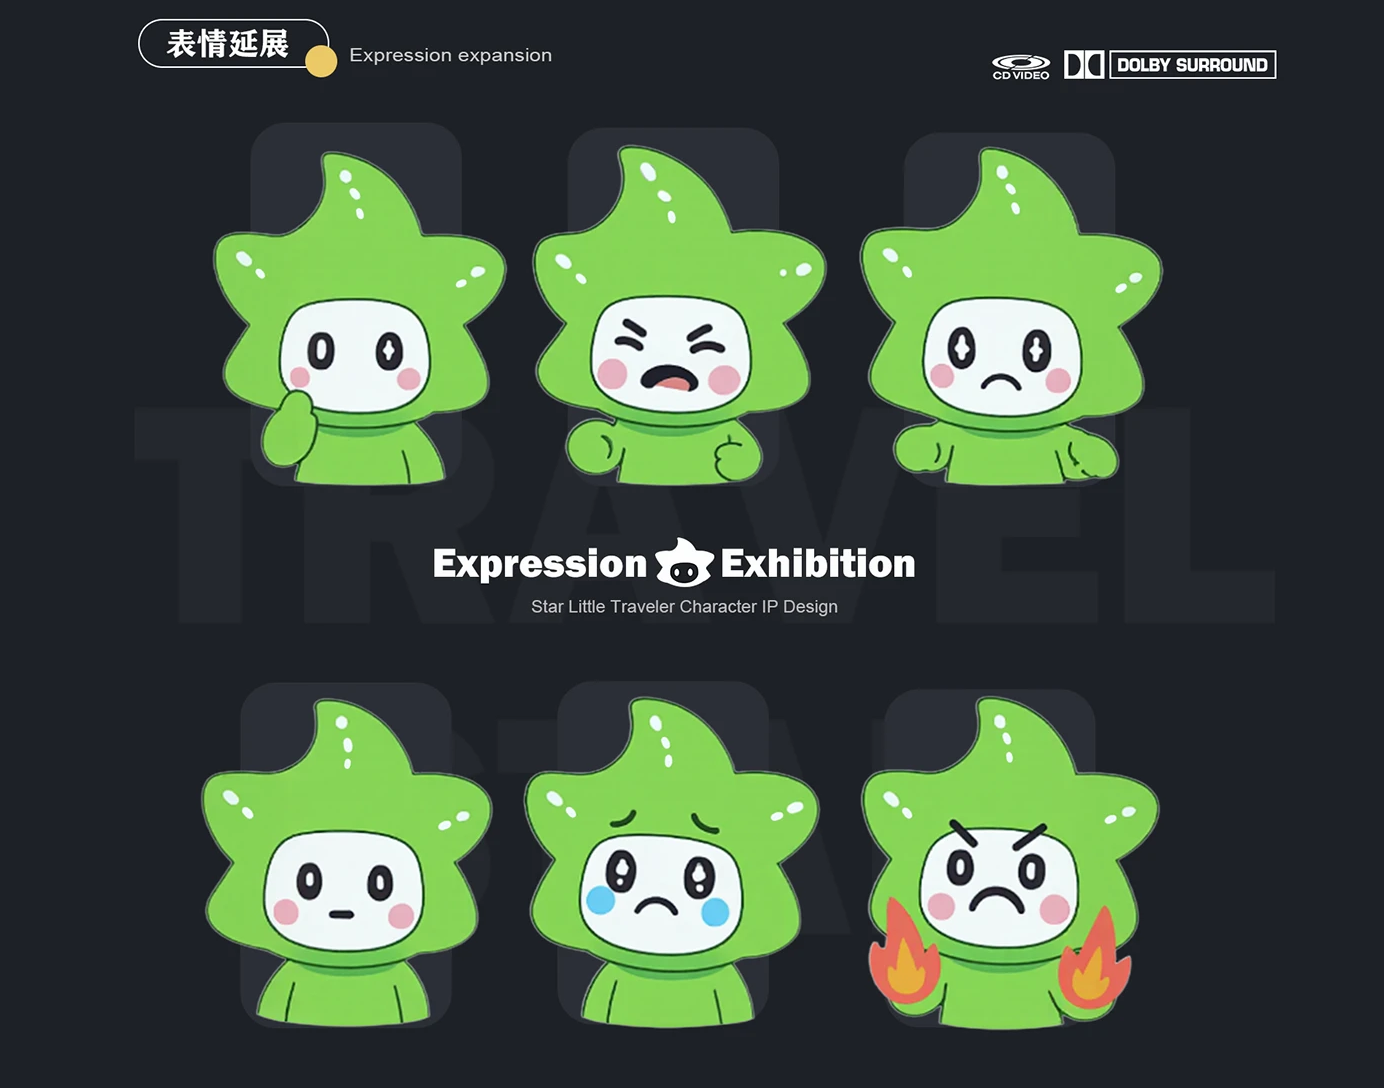 表情延展
Expression expansion
CD VIDEO
DOLBY SURROUND
Expression Exhibition
Star Little Traveler Character IP Design
TRAVEL
STAR